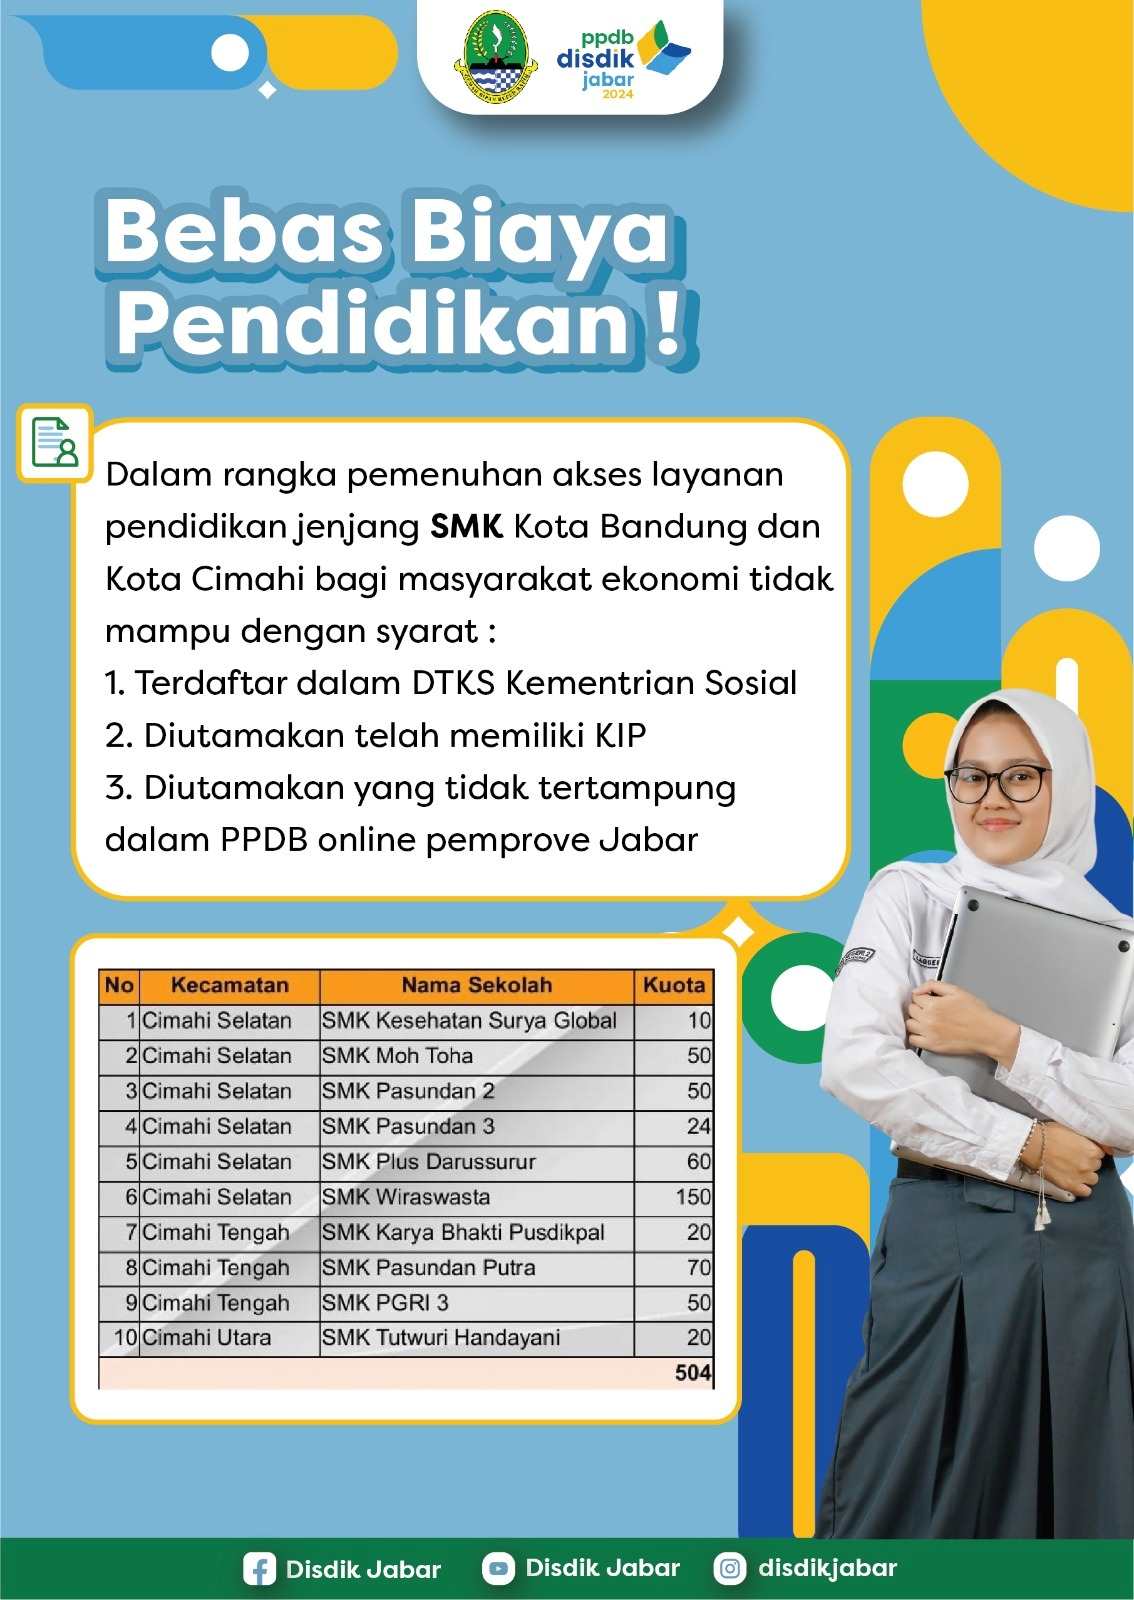 ppdb
disdik
jabar
2024
Bebas Biaya
Pendidikan !
Dalam rangka pemenuhan akses layanan
pendidikan jenjang SMK Kota Bandung dan
Kota Cimahi bagi masyarakat ekonomi tidak
mampu dengan syarat :
1. Terdaftar dalam DTKS Kementrian Sosial
2. Diutamakan telah memiliki KIP
3. Diutamakan yang tidak tertampung
dalam PPDB online pemprove Jabar
No Kecamatan Nama Sekolah Kuota
1 Cimahi Selatan SMK Kesehatan Surya Global 10
2 Cimahi Selatan SMK Moh Toha 50
3 Cimahi Selatan SMK Pasundan 2 50
4 Cimahi Selatan SMK Pasundan 3 24
5 Cimahi Selatan SMK Plus Darussurur 60
6 Cimahi Selatan SMK Wiraswasta 150
7 Cimahi Tengah SMK Karya Bhakti Pusdikpal 20
8 Cimahi Tengah SMK Pasundan Putra 70
9 Cimahi Tengah SMK PGRI 3 50
10 Cimahi Utara SMK Tutwuri Handayani 20
504
Disdik Jabar Disdik Jabar disdikjabar